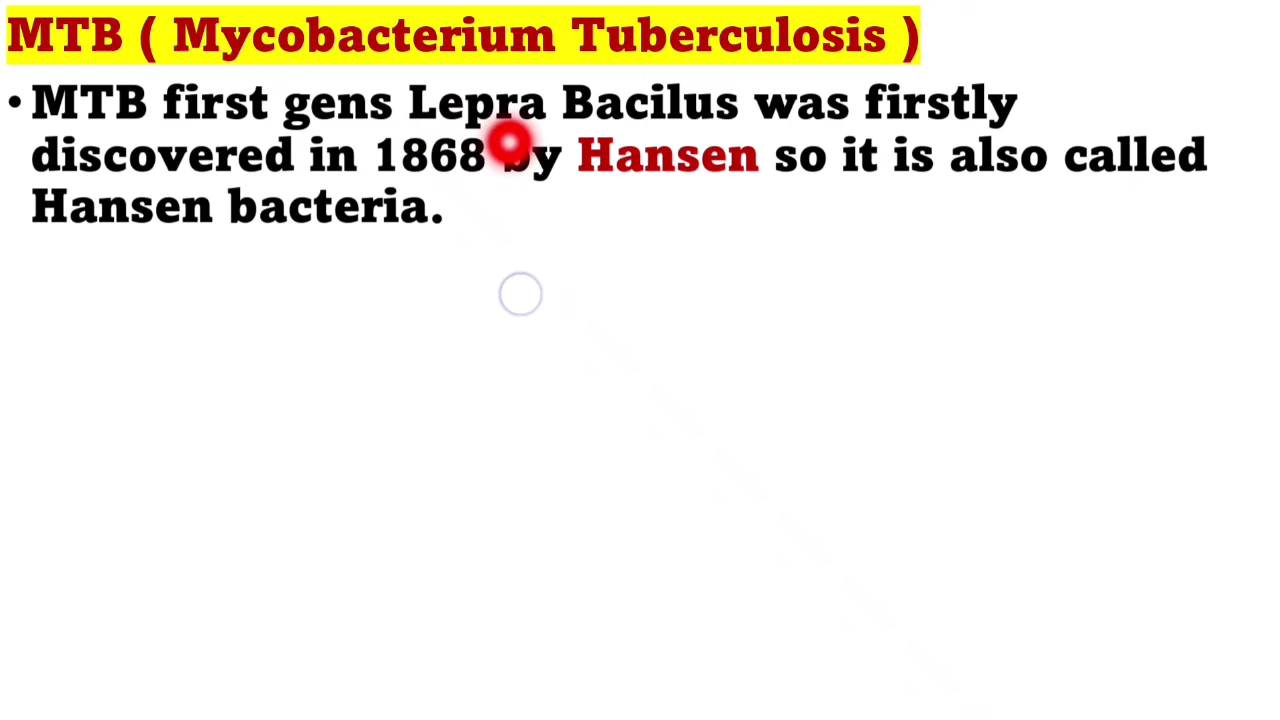 MTB ( Mycobacterium Tuberculosis )
• MTB first gens Lepra Bacilus was firstly
discovered in 1868 by Hansen so it is also called
Hansen bacteria.